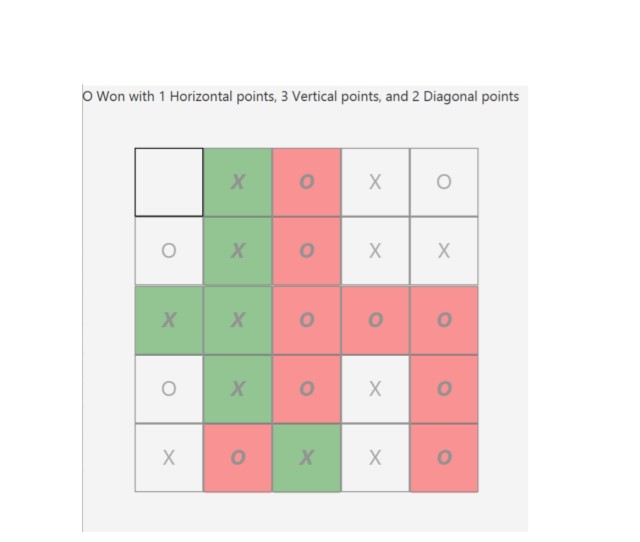 O Won with 1 Horizontal points, 3 Vertical points, and 2 Diagonal points
X O X O
O X O X X
X X O O O
O X O X O
X O X X O